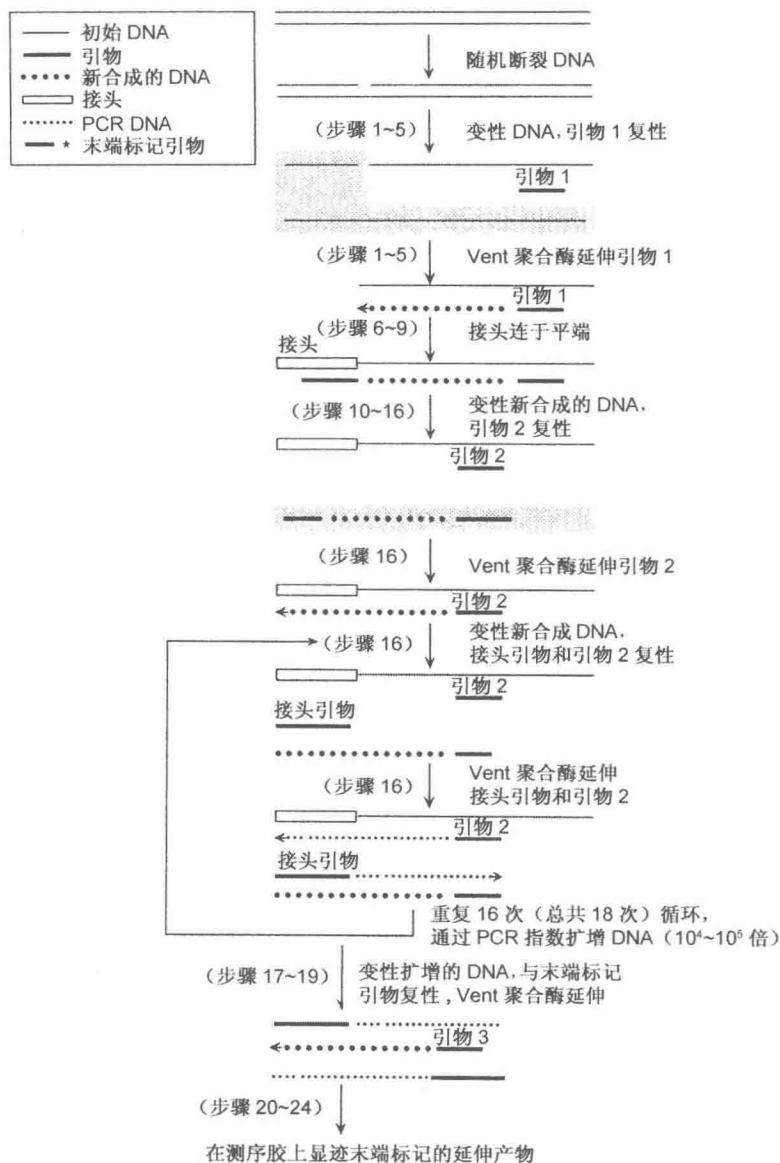 初始 DNA
引物
新合成的 DNA
接头
PCR DNA
* 末端标记引物
随机断裂 DNA
（步骤 1~5）
变性 DNA，引物 1 复性
引物 1
（步骤 1~5）
Vent 聚合酶延伸引物 1
引物 1
（步骤 6~9）
接头连于平端
接头
（步骤 10~16）
变性新合成的 DNA，
引物 2 复性
引物 2
（步骤 16）
Vent 聚合酶延伸引物 2
引物 2
（步骤 16）
变性新合成 DNA，
接头引物和引物 2 复性
引物 2
接头引物
（步骤 16）
Vent 聚合酶延伸
接头引物和引物 2
引物 2
接头引物
重复 16 次（总共 18 次）循环，
通过 PCR 指数扩增 DNA（10⁴~10⁵ 倍）
（步骤 17~19）
变性扩增的 DNA，与末端标记
引物复性，Vent 聚合酶延伸
引物 3
（步骤 20~24）
在测序胶上显迹末端标记的延伸产物